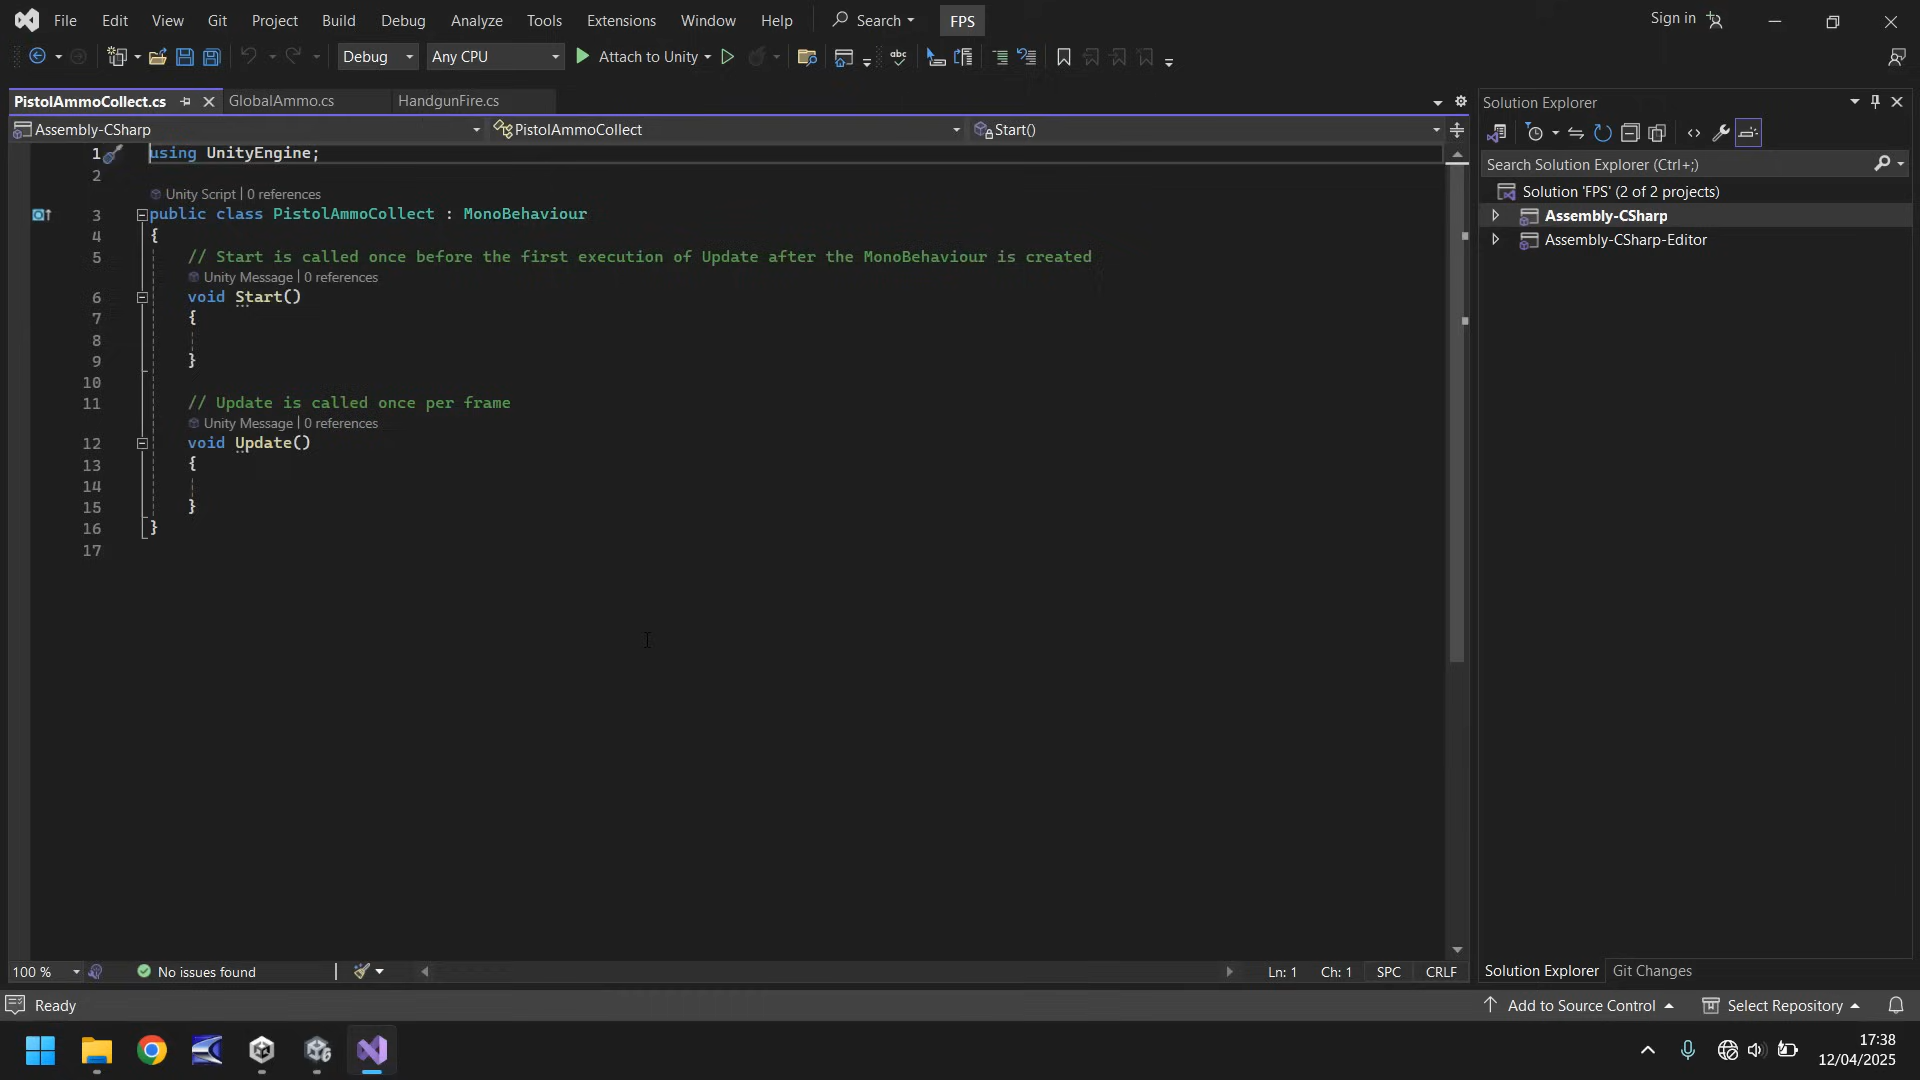 File Edit View Git Project Build Debug Analyze Tools Extensions Window Help Search FPS Sign in
Debug Any CPU Attach to Unity
PistolAmmoCollect.cs GlobalAmmo.cs HandgunFire.cs
Assembly-CSharp PistolAmmoCollect Start()
1 using UnityEngine;
2
Unity Script | 0 references
3 public class PistolAmmoCollect : MonoBehaviour
4 {
5 // Start is called once before the first execution of Update after the MonoBehaviour is created
Unity Message | 0 references
6 void Start()
7 {
8
9 }
10
11 // Update is called once per frame
Unity Message | 0 references
12 void Update()
13 {
14
15 }
16 }
17
100 % No issues found Ln: 1 Ch: 1 SPC CRLF
Solution Explorer
Search Solution Explorer (Ctrl+;)
Solution 'FPS' (2 of 2 projects)
Assembly-CSharp
Assembly-CSharp-Editor
Solution Explorer Git Changes
Ready Add to Source Control Select Repository
17:38
12/04/2025